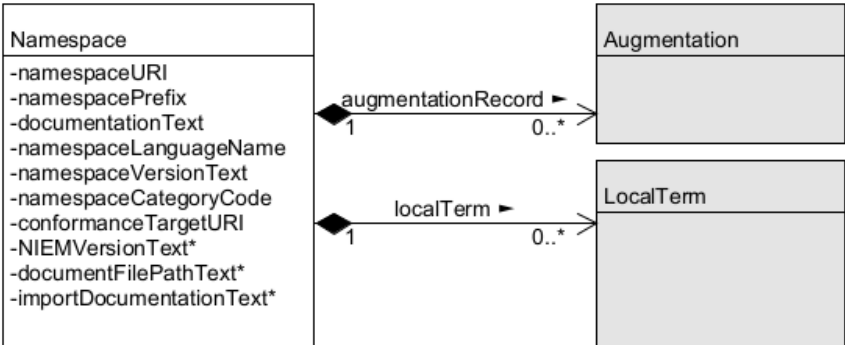 Namespace
-namespaceURI
-namespacePrefix
-documentationText
-namespaceLanguageName
-namespaceVersionText
-namespaceCategoryCode
-conformanceTargetURI
-NIEMVersionText*
-documentFilePathText*
-importDocumentationText*
augmentationRecord ►
1
0..*
localTerm ►
1
0..*
Augmentation
LocalTerm